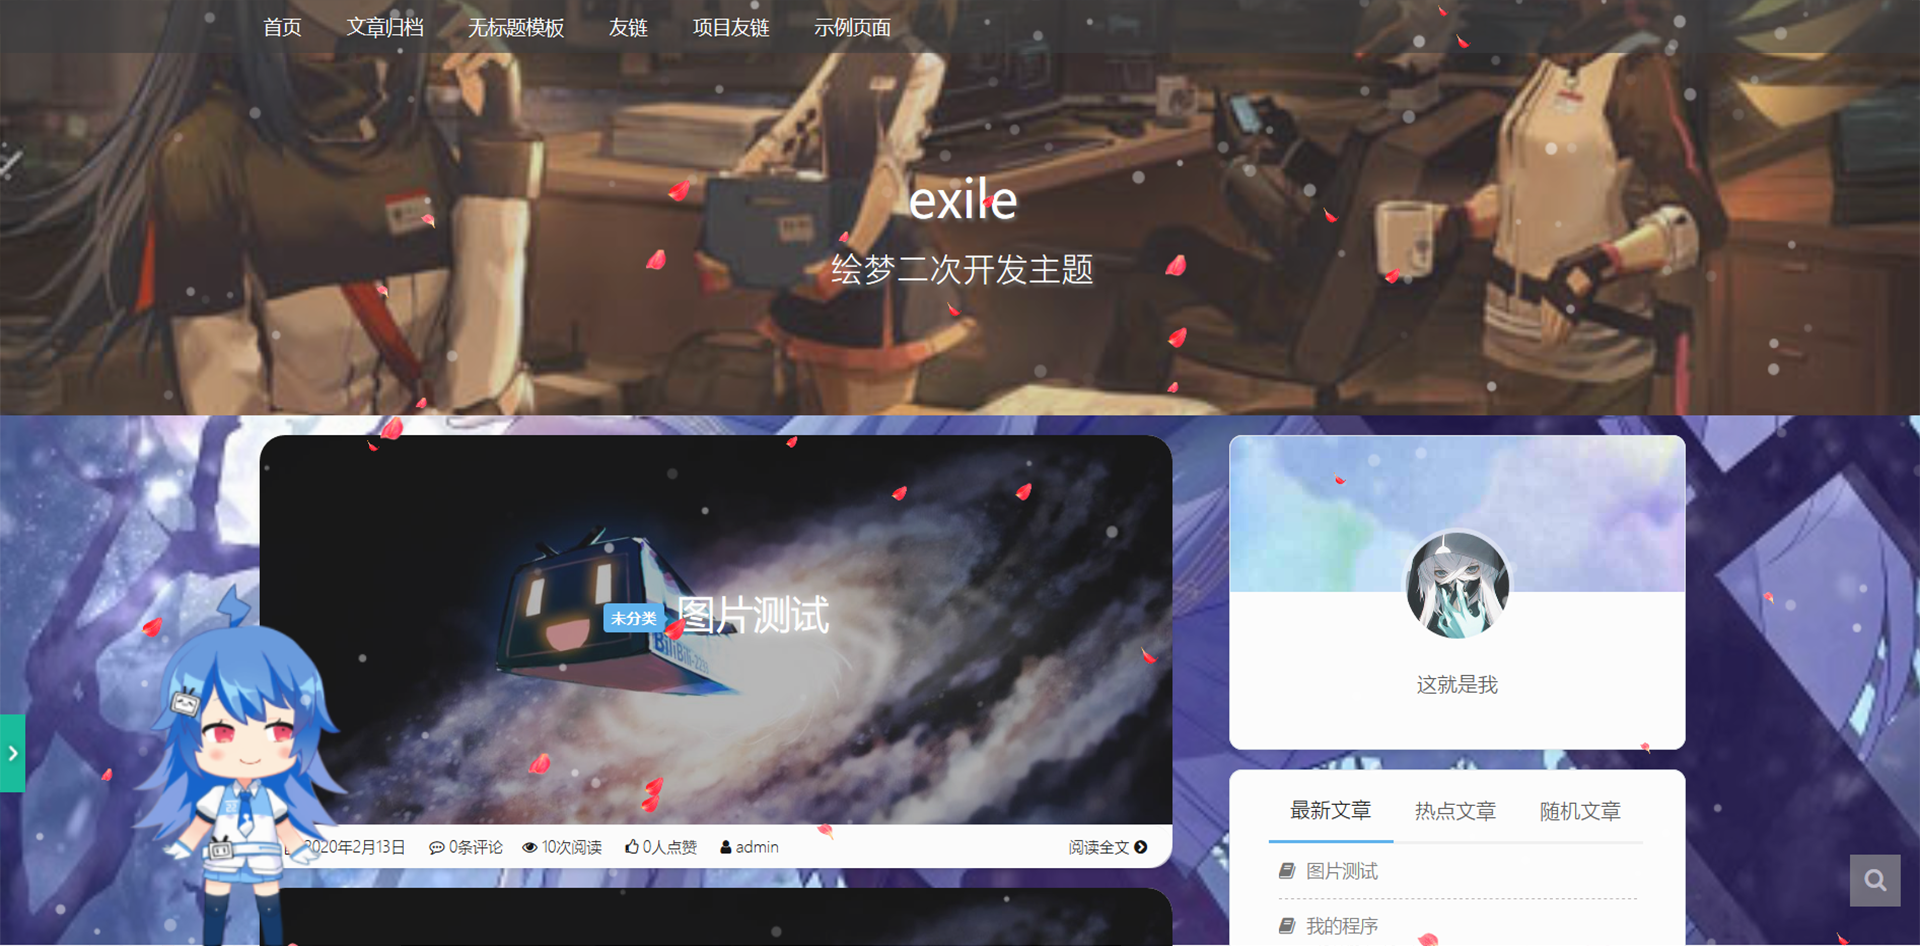 首页 文章归档 无标题模板 友链 项目友链 示例页面
exile
绘梦二次开发主题
未分类 图片测试
2020年2月13日 0条评论 10次阅读 0人点赞 admin 阅读全文
这就是我
最新文章 热点文章 随机文章
图片测试
我的程序